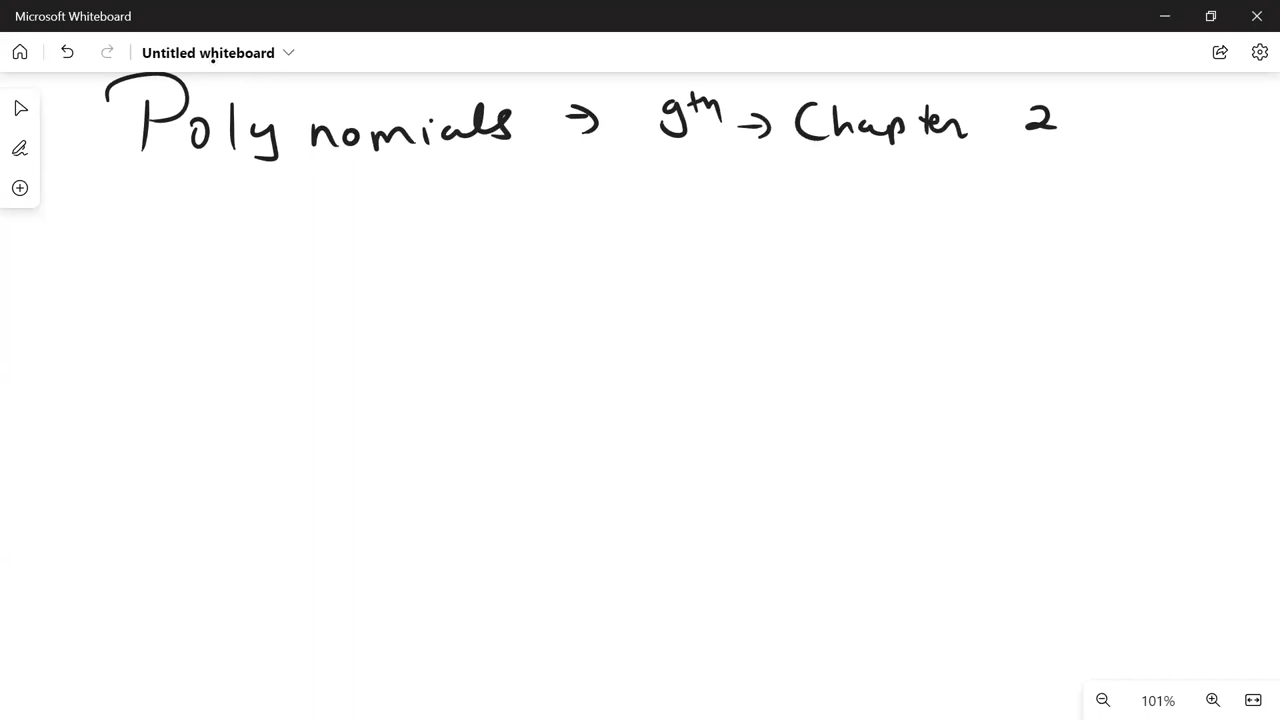 Microsoft Whiteboard
Untitled whiteboard
Polynomials → 9th → Chapter 2
101%